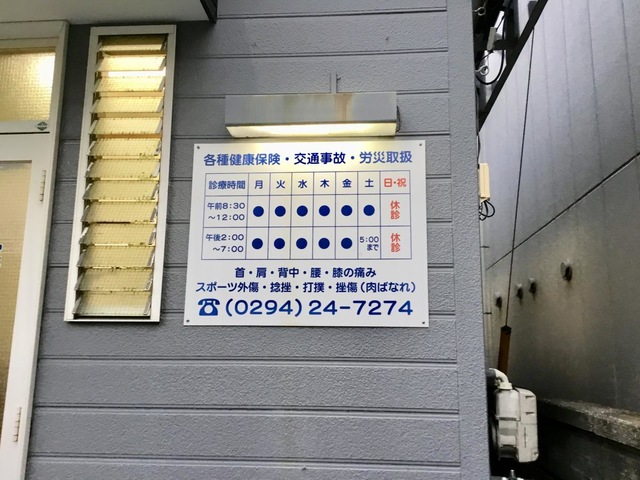 各種健康保険・交通事故・労災取扱
診療時間 月 火 水 木 金 土 日・祝
午前8:30〜12:00 ● ● ● ● ● ● 休診
午後2:00〜7:00 ● ● ● ● ● 5:00まで 休診
首・肩・背中・腰・膝の痛み
スポーツ外傷・捻挫・打撲・挫傷(肉ばなれ)
☎(0294)24-7274